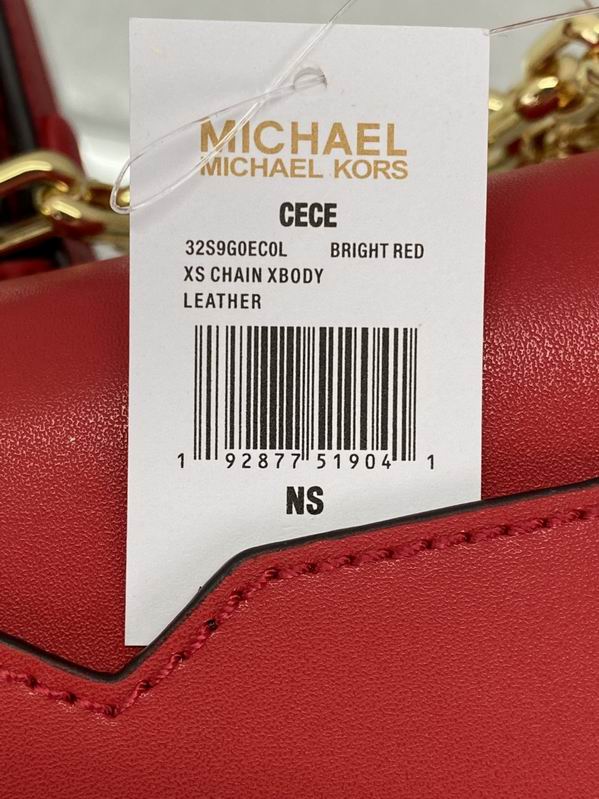 MICHAEL
MICHAEL KORS
CECE
32S9G0EC0L BRIGHT RED
XS CHAIN XBODY
LEATHER
1 92877 51904 1
NS